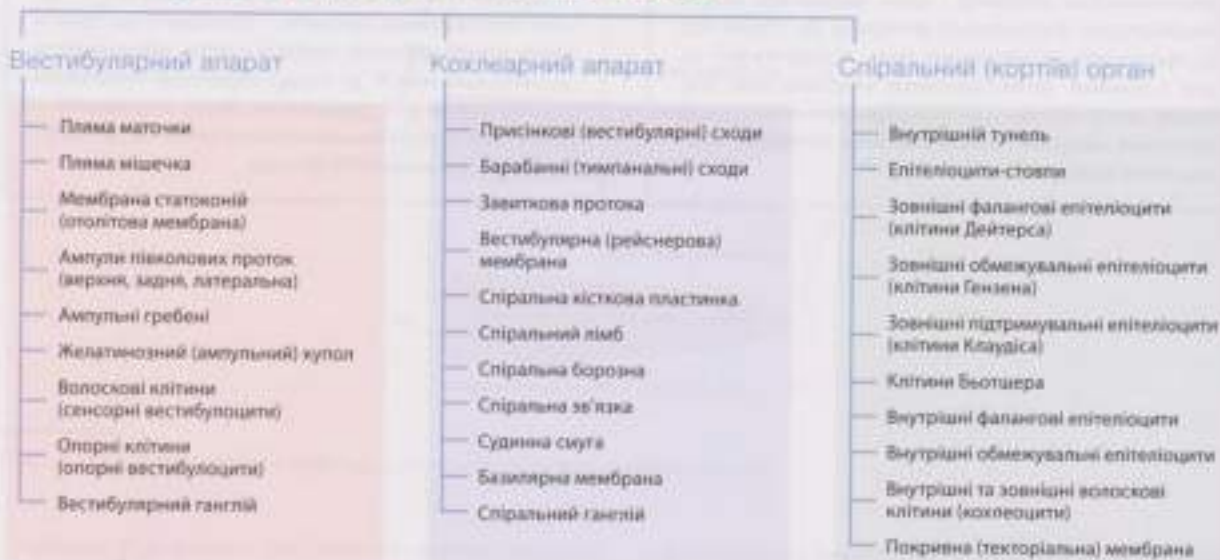 Вестибулярний апарат
Пляма маточки
Пляма мішечка
Мембрана статоконій
(отолітова мембрана)
Ампули півколових проток
(верхня, задня, латеральна)
Ампульні гребені
Желатинозний (ампульний) купол
Волоскові клітини
(сенсорні вестибулоцити)
Опорні клітини
(опорні вестибулоцити)
Вестибулярний ганглій
Кохлеарний апарат
Присінкові (вестибулярні) сходи
Барабанні (тимпанальні) сходи
Завиткова протока
Вестибулярна (рейснерова)
мембрана
Спіральна кісткова пластинка
Спіральний лімб
Спіральна борозна
Спіральна зв'язка
Судинна смуга
Базилярна мембрана
Спіральний ганглій
Спіральний (кортіїв) орган
Внутрішній тунель
Епітеліоцити-стовпи
Зовнішні фалангові епітеліоцити
(клітини Дейтерса)
Зовнішні обмежувальні епітеліоцити
(клітини Гензена)
Зовнішні підтримувальні епітеліоцити
(клітини Клаудіса)
Клітини Бьотшера
Внутрішні фалангові епітеліоцити
Внутрішні обмежувальні епітеліоцити
Внутрішні та зовнішні волоскові
клітини (кохлеоцити)
Покривна (текторіальна) мембрана